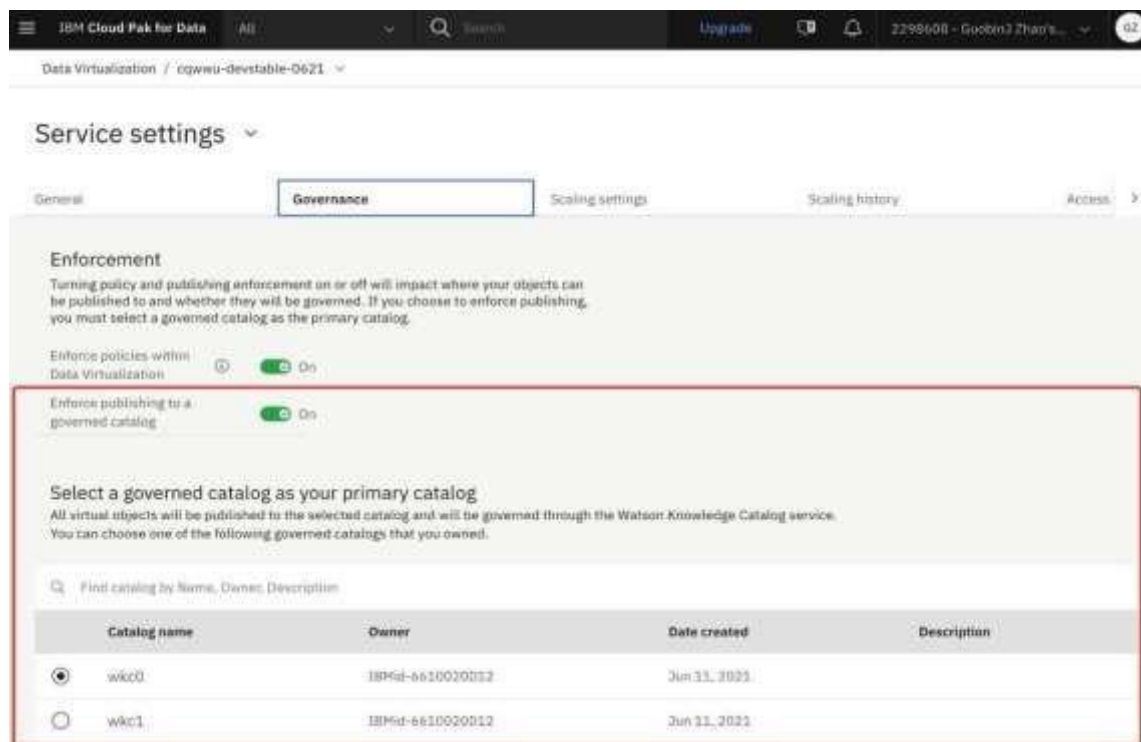 IBM Cloud Pak for Data All Search Upgrade 2298608 - Guobin2 Zhao's... GZ
Data Virtualization / cqwwu-devstable-0621
Service settings
General Governance Scaling settings Scaling history Access
Enforcement
Turning policy and publishing enforcement on or off will impact where your objects can
be published to and whether they will be governed. If you choose to enforce publishing,
you must select a governed catalog as the primary catalog.
Enforce policies within
Data Virtualization
On
Enforce publishing to a
governed catalog
On
Select a governed catalog as your primary catalog
All virtual objects will be published to the selected catalog and will be governed through the Watson Knowledge Catalog service.
You can choose one of the following governed catalogs that you owned.
Find catalog by Name, Owner, Description
Catalog name Owner Date created Description
wkc0 IBMid-6610020D12 Jun 11, 2021
wkc1 IBMid-6610020D12 Jun 11, 2021